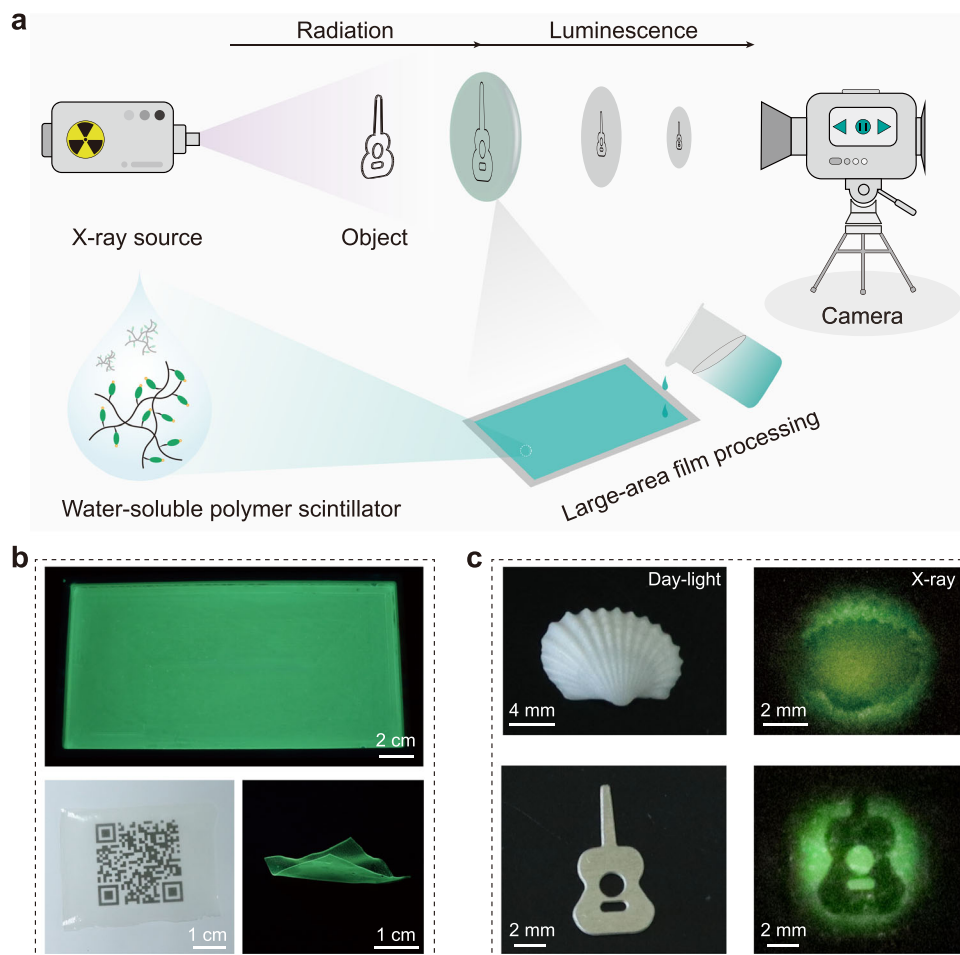 a
Radiation
Luminescence
X-ray source
Object
Camera
Water-soluble polymer scintillator
Large-area film processing
b
2 cm
1 cm
1 cm
c
Day-light
4 mm
X-ray
2 mm
2 mm
2 mm